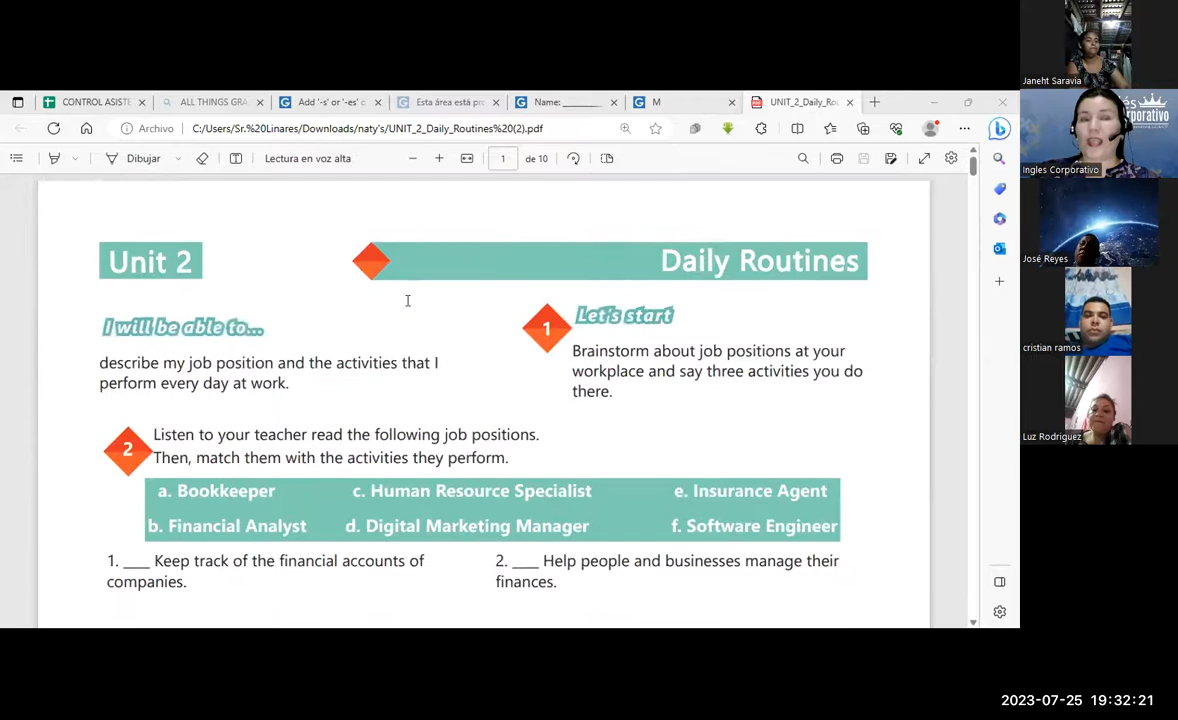 CONTROL ASISTE
ALL THINGS GRA
Add '-s' or '-es' o
Esta área está pro
Name: ________
M
UNIT_2_Daily_Rou
Archivo
C:/Users/Sr.%20Linares/Downloads/naty's/UNIT_2_Daily_Routines%20(2).pdf
Dibujar
Lectura en voz alta
1
de 10
Unit 2
Daily Routines
I will be able to...
describe my job position and the activities that I
perform every day at work.
1
Let's start
Brainstorm about job positions at your
workplace and say three activities you do
there.
2
Listen to your teacher read the following job positions.
Then, match them with the activities they perform.
a. Bookkeeper
c. Human Resource Specialist
e. Insurance Agent
b. Financial Analyst
d. Digital Marketing Manager
f. Software Engineer
1. ___ Keep track of the financial accounts of
companies.
2. ___ Help people and businesses manage their
finances.
Janeht Saravia
Ingles Corporativo
José Reyes
cristian ramos
Luz Rodriguez
2023-07-25 19:32:21